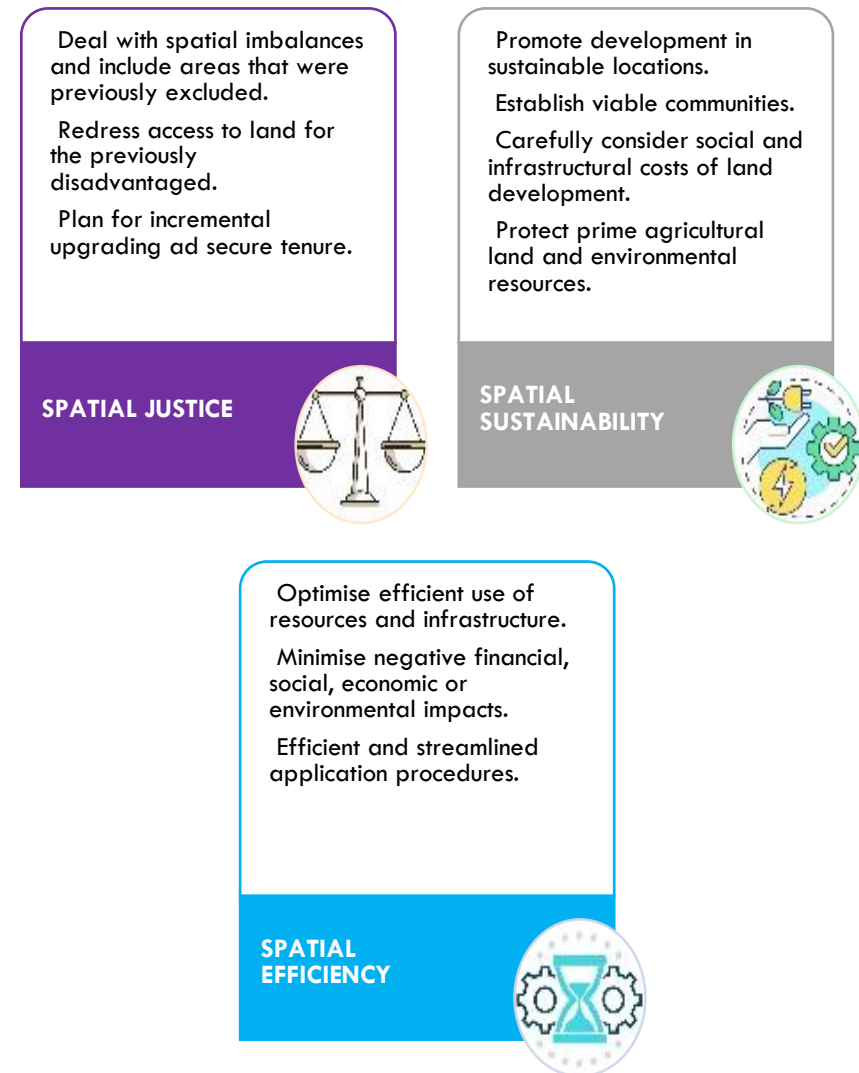 Deal with spatial imbalances
and include areas that were
previously excluded.
Redress access to land for
the previously
disadvantaged.
Plan for incremental
upgrading ad secure tenure.
SPATIAL JUSTICE
Promote development in
sustainable locations.
Establish viable communities.
Carefully consider social and
infrastructural costs of land
development.
Protect prime agricultural
land and environmental
resources.
SPATIAL
SUSTAINABILITY
Optimise efficient use of
resources and infrastructure.
Minimise negative financial,
social, economic or
environmental impacts.
Efficient and streamlined
application procedures.
SPATIAL
EFFICIENCY